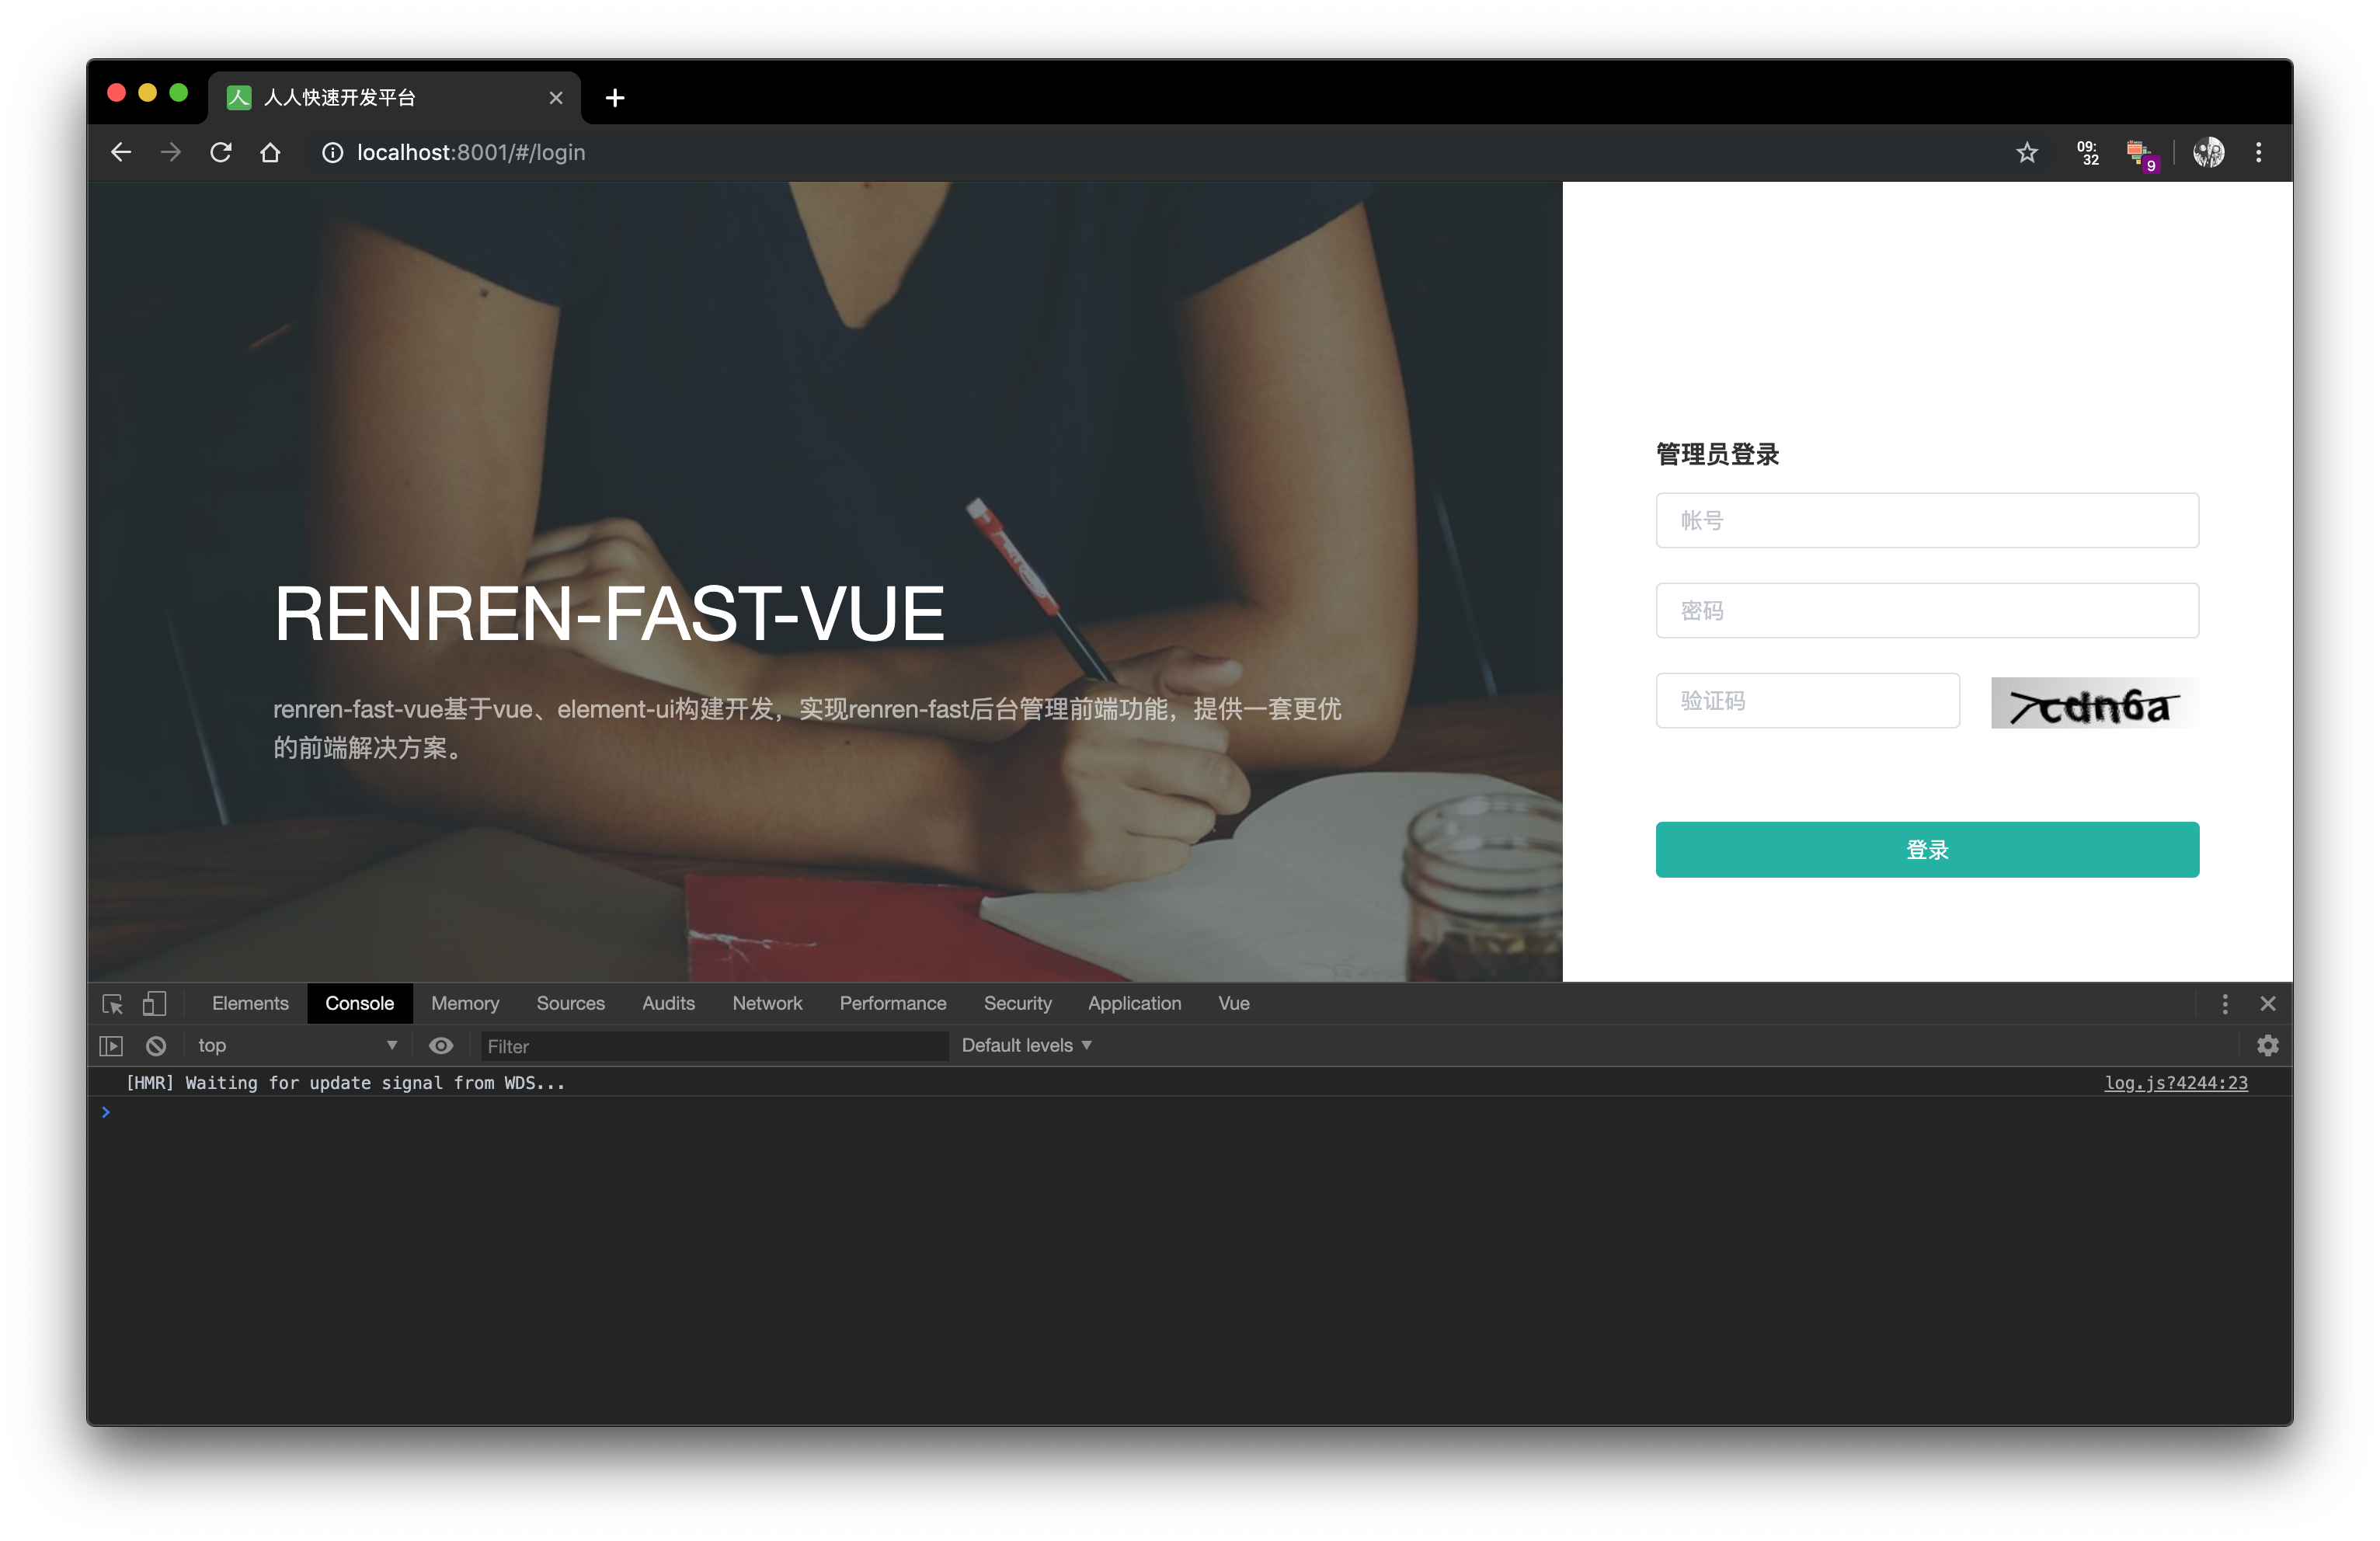 人人快速开发平台
localhost:8001/#/login
09:
32
9
RENREN-FAST-VUE
renren-fast-vue基于vue、element-ui构建开发，实现renren-fast后台管理前端功能，提供一套更优
的前端解决方案。
管理员登录
帐号
密码
验证码
cdn6a
登录
Elements Console Memory Sources Audits Network Performance Security Application Vue
top Filter Default levels
[HMR] Waiting for update signal from WDS... log.js?4244:23